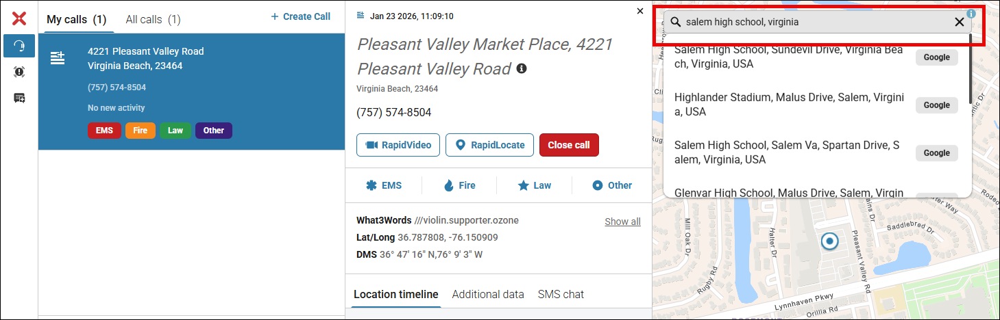 My calls (1)
All calls (1)
+ Create Call
4221 Pleasant Valley Road
Virginia Beach, 23464
(757) 574-8504
No new activity
EMS
Fire
Law
Other
Jan 23 2026, 11:09:10
Pleasant Valley Market Place, 4221
Pleasant Valley Road
Virginia Beach, 23464
(757) 574-8504
RapidVideo
RapidLocate
Close call
EMS
Fire
Law
Other
What3Words ///violin.supporter.ozone
Show all
Lat/Long 36.787808, -76.150909
DMS 36° 47' 16" N,76° 9' 3" W
Location timeline
Additional data
SMS chat
salem high school, virginia
Salem High School, Sundevil Drive, Virginia Bea
ch, Virginia, USA
Google
Highlander Stadium, Malus Drive, Salem, Virgini
a, USA
Google
Salem High School, Salem Va, Spartan Drive, S
alem, Virginia, USA
Google
Glenvar High School, Malus Drive, Salem, Virgin
Mill Oak Dr
Halter Dr
Rugby Rd
Pleasant Valley Rd
Saddlebred Dr
Lynnhaven Pkwy
Orillia Rd